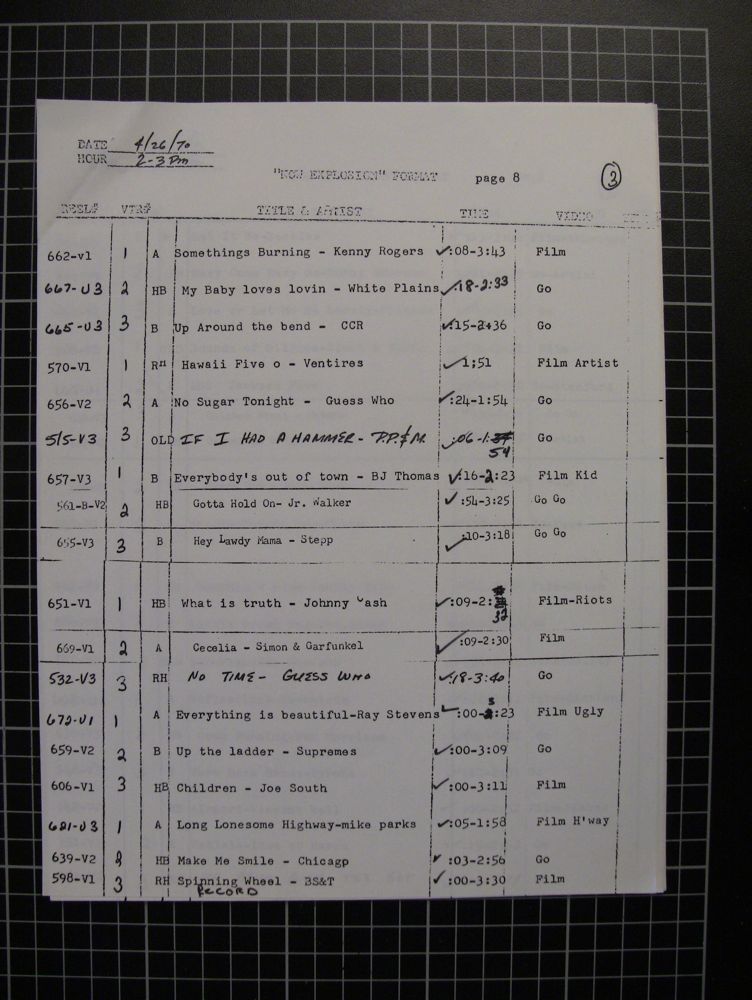 DATE 4/26/70
HOUR 2-3 Pm
"NOW EXPLOSION" FORMAT page 8 3
REEL# VTR# TITLE & ARTIST TIME VIDEO
662-v1 1 A Somethings Burning - Kenny Rogers ✓:08-3:43 Film
667-U3 2 HB My Baby loves lovin - White Plains ✓:18-2:33 Go
665-U3 3 B Up Around the bend - CCR ✓:15-2:36 Go
570-V1 1 RH Hawaii Five o - Ventires ✓1;51 Film Artist
656-V2 2 A No Sugar Tonight - Guess Who ✓:24-1:54 Go
515-V3 3 OLD IF I HAD A HAMMER - P.P.&M. ✓:06-1:54 Go
657-V3 1 B Everybody's out of town - BJ Thomas ✓:16-2:23 Film Kid
561-B-V2 2 HB Gotta Hold On- Jr. Walker ✓:54-3:25 Go Go
655-V3 3 B Hey Lawdy Mama - Stepp ✓:10-3:18 Go Go
651-V1 1 HB What is truth - Johnny Cash ✓:09-2:32 Film-Riots
669-V1 2 A Cecelia - Simon & Garfunkel ✓:09-2:30 Film
532-V3 3 RH NO TIME - GUESS WHO ✓:18-3:40 Go
672-U1 1 A Everything is beautiful-Ray Stevens ✓:00-3:23 Film Ugly
659-V2 2 B Up the ladder - Supremes ✓:00-3:09 Go
606-V1 3 HB Children - Joe South ✓:00-3:11 Film
621-U3 1 A Long Lonesome Highway-mike parks ✓:05-1:58 Film H'way
639-V2 2 HB Make Me Smile - Chicagp ✓:03-2:56 Go
598-V1 3 RH Spinning Wheel - BS&T ✓:00-3:30 Film
RECORD